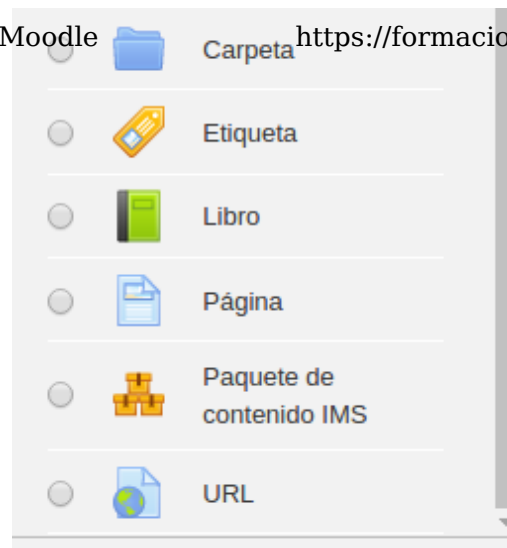 Moodle https://formacio
Carpeta
Etiqueta
Libro
Página
Paquete de
contenido IMS
URL